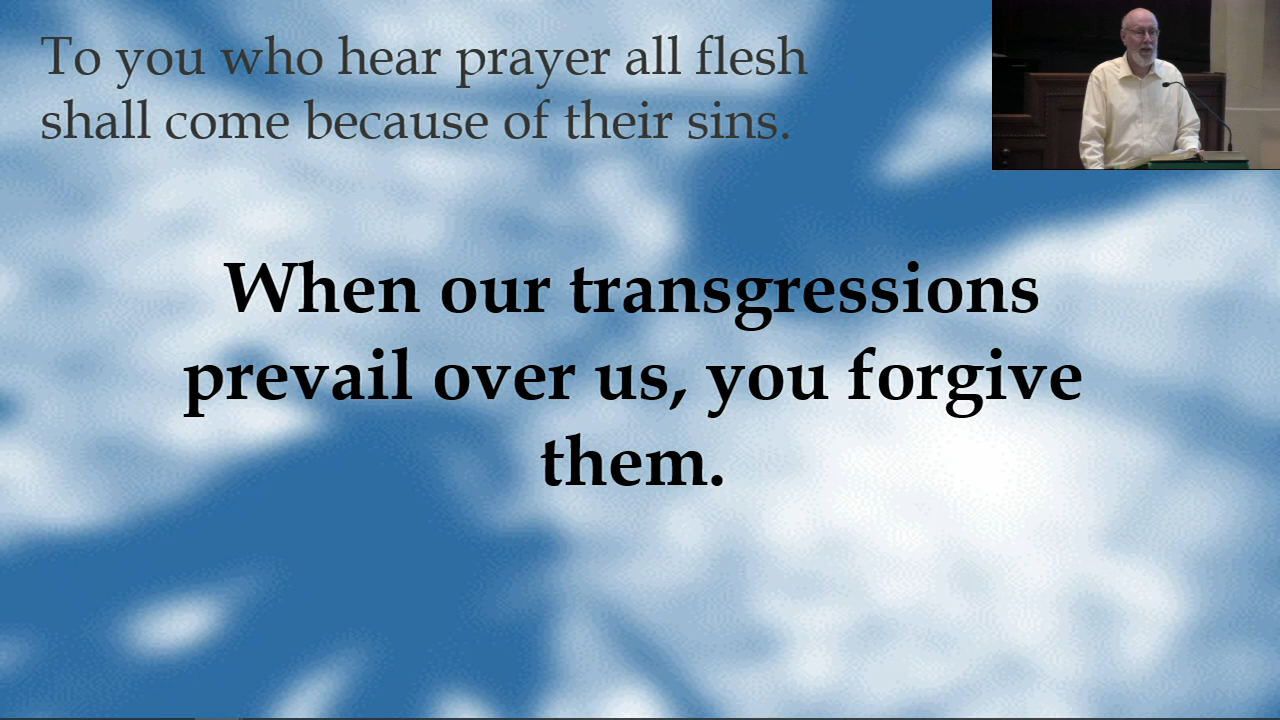 To you who hear prayer all flesh
shall come because of their sins.
When our transgressions
prevail over us, you forgive
them.